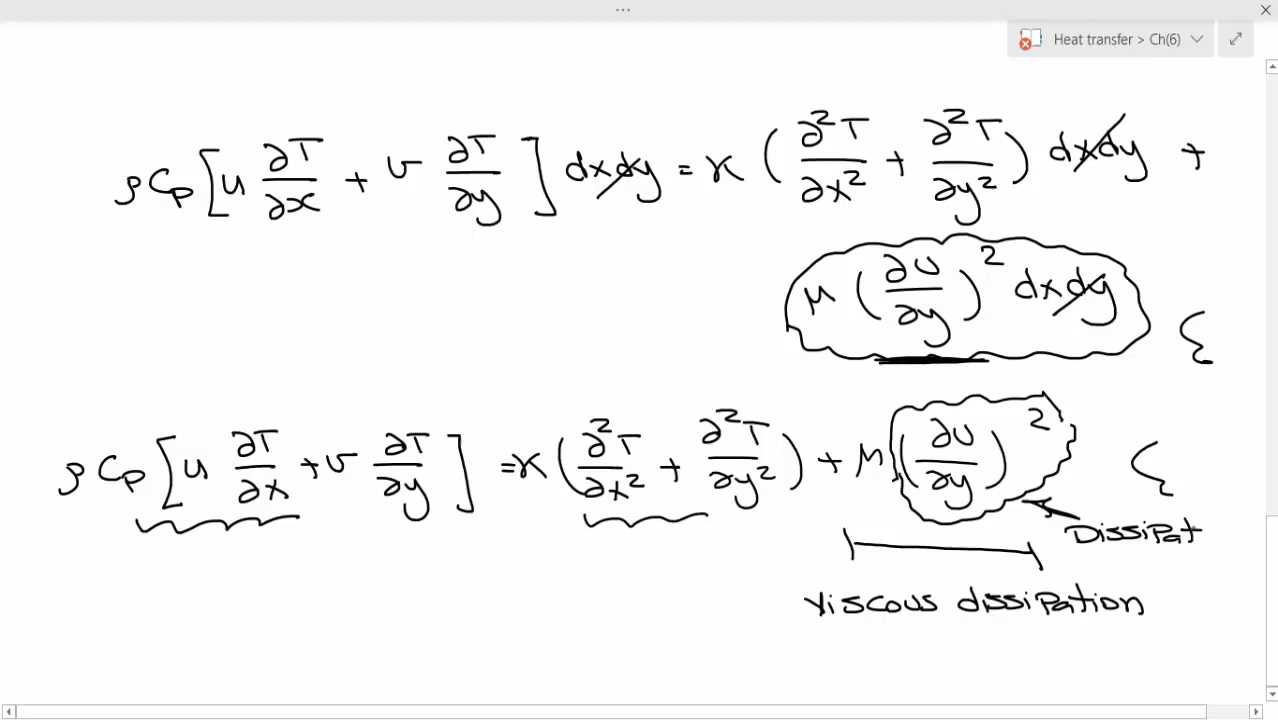 Heat transfer > Ch(6)
ρCp[u ∂T/∂x + v ∂T/∂y] dxdy = K (∂²T/∂x² + ∂²T/∂y²) dxdy +
μ (∂u/∂y)² dxdy
ρCp[u ∂T/∂x + v ∂T/∂y] = K (∂²T/∂x² + ∂²T/∂y²) + μ (∂u/∂y)²
Dissipat
Viscous dissipation